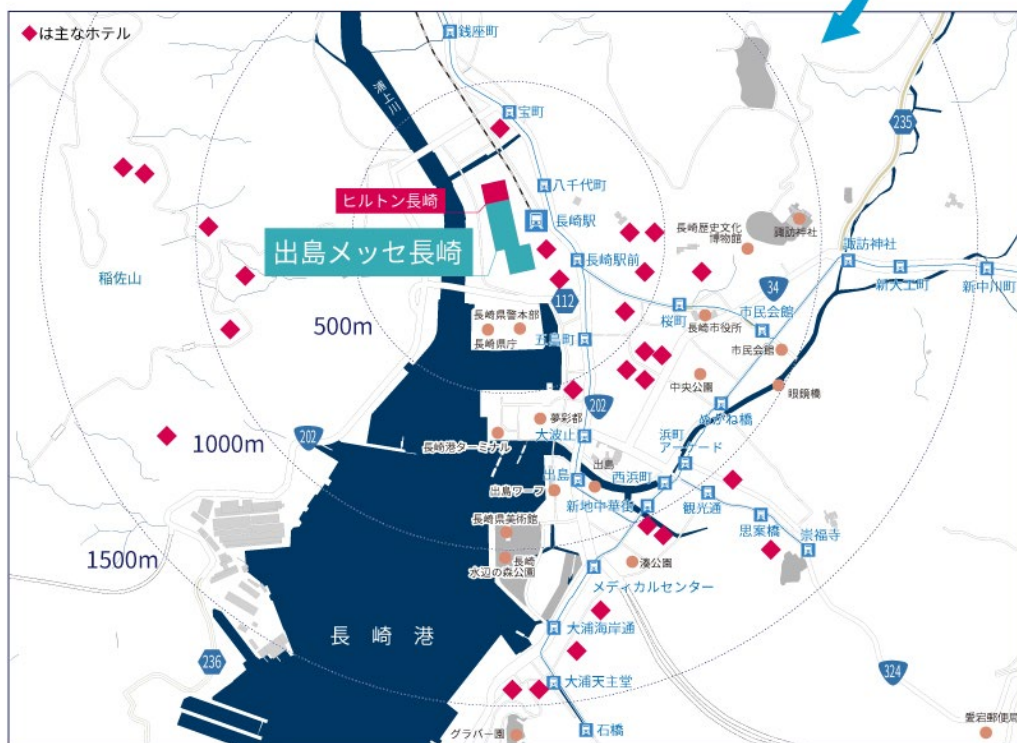 ◆は主なホテル
銭座町
浦上川
宝町
235
ヒルトン長崎
八千代町
長崎駅
出島メッセ長崎
長崎歴史文化
博物館
諏訪神社
諏訪神社
長崎駅前
新大工町
新中川町
稲佐山
34
112
桜町
市民会館
長崎市役所
500m
長崎県警本部
長崎県庁
五島町
市民会館
中央公園
眼鏡橋
202
めがね橋
夢彩都
1000m
202
長崎港ターミナル
大波止
浜町
アーケード
出島
出島
西浜町
出島ワーフ
新地中華街
観光通
思案橋
崇福寺
長崎県美術館
1500m
長崎
水辺の森公園
湊公園
メディカルセンター
長崎港
大浦海岸通
236
324
大浦天主堂
石橋
グラバー園
愛宕郵便局